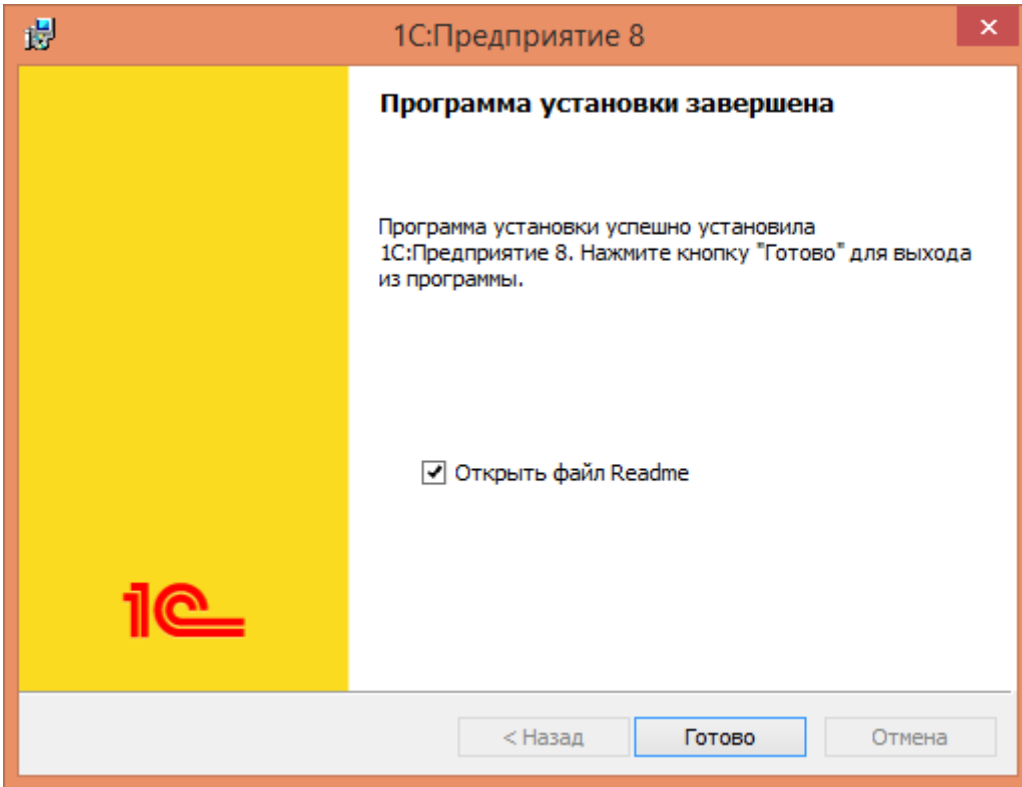 1С:Предприятие 8
Программа установки завершена
Программа установки успешно установила
1С:Предприятие 8. Нажмите кнопку "Готово" для выхода
из программы.
Открыть файл Readme
1С
< Назад
Готово
Отмена